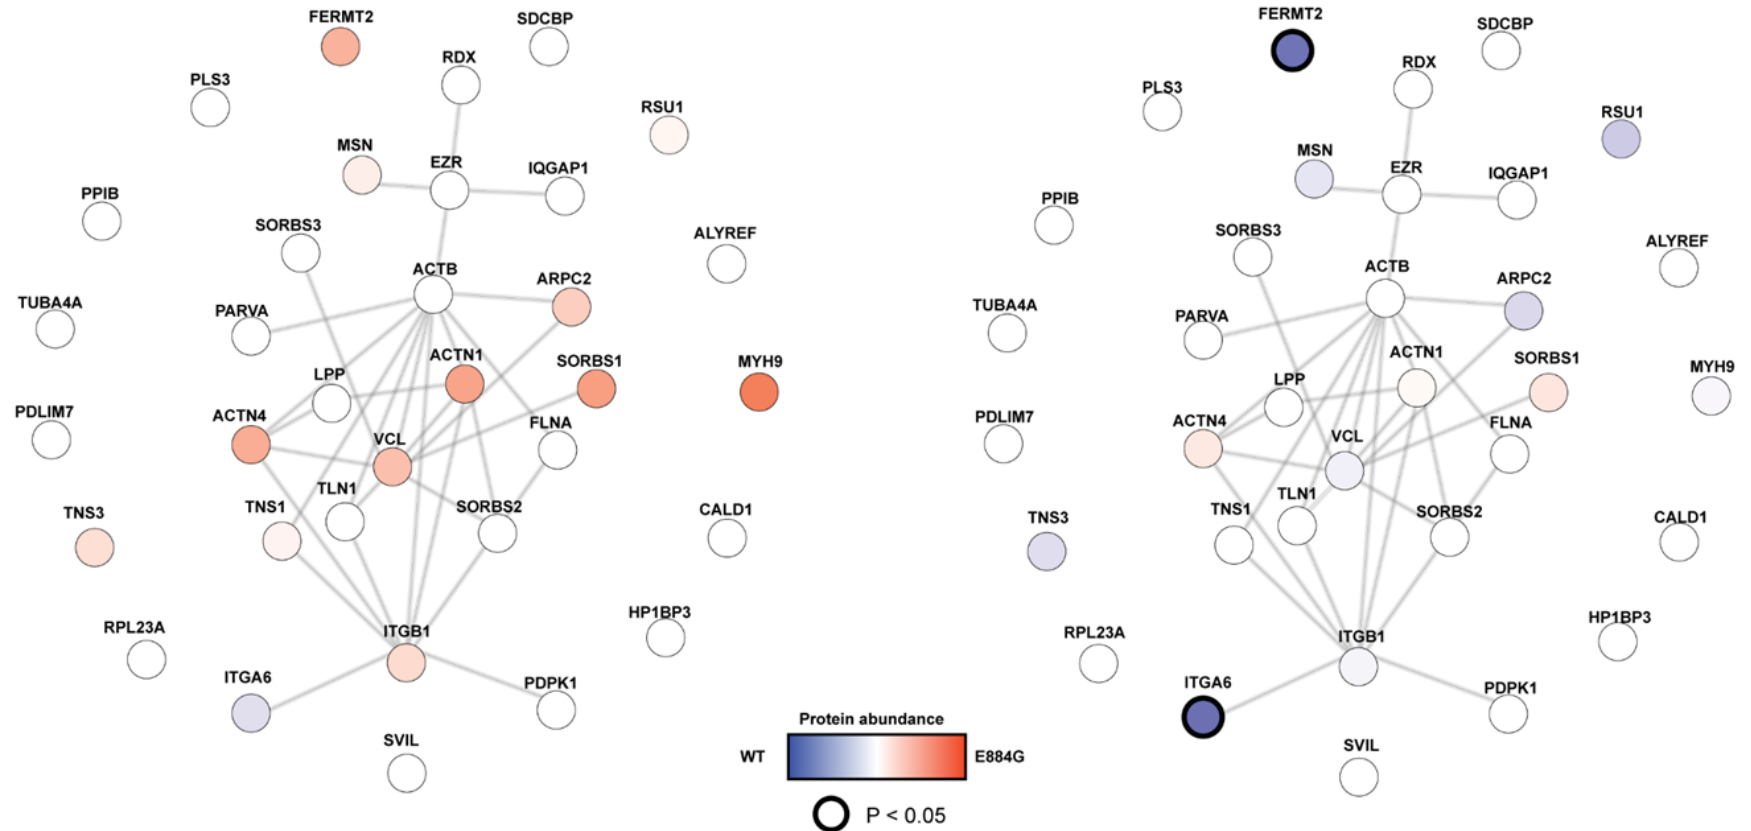 FERMT2
SDCBP
RDX
PLS3
RSU1
MSN
EZR
IQGAP1
PPIB
SORBS3
ALYREF
ACTB
ARPC2
TUBA4A
PARVA
ACTN1
SORBS1
MYH9
LPP
PDLIM7
ACTN4
VCL
FLNA
TLN1
TNS3
TNS1
SORBS2
CALD1
HP1BP3
RPL23A
ITGB1
ITGA6
PDPK1
SVIL
FERMT2
SDCBP
RDX
PLS3
RSU1
MSN
EZR
IQGAP1
PPIB
SORBS3
ALYREF
ACTB
ARPC2
TUBA4A
PARVA
ACTN1
SORBS1
MYH9
LPP
PDLIM7
ACTN4
VCL
FLNA
TLN1
TNS3
TNS1
SORBS2
CALD1
HP1BP3
RPL23A
ITGB1
ITGA6
PDPK1
SVIL
Protein abundance
WT
E884G
P < 0.05